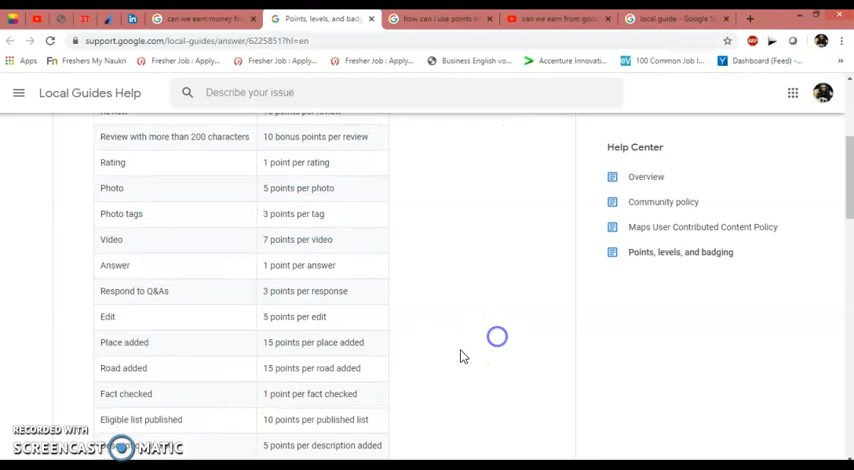 can we earn money from
Points, levels, and badg
how can i use points in
can we earn from goog
local guide - Google S
support.google.com/local-guides/answer/6225851?hl=en
Apps
Freshers My Naukri
Fresher Job : Apply...
Fresher Job : Apply...
Fresher Job : Apply...
Business English vo...
Accenture Innovati...
100 Common Job I...
Dashboard (Feed) -...
Local Guides Help
Describe your issue
Review with more than 200 characters 10 bonus points per review
Rating 1 point per rating
Photo 5 points per photo
Photo tags 3 points per tag
Video 7 points per video
Answer 1 point per answer
Respond to Q&As 3 points per response
Edit 5 points per edit
Place added 15 points per place added
Road added 15 points per road added
Fact checked 1 point per fact checked
Eligible list published 10 points per published list
5 points per description added
Help Center
Overview
Community policy
Maps User Contributed Content Policy
Points, levels, and badging
RECORDED WITH
SCREENCAST MATIC